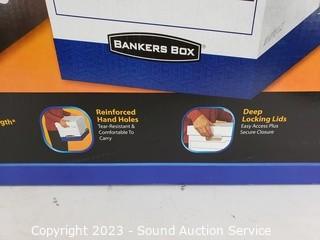 BANKERS BOX
Reinforced
Hand Holes
Tear-Resistant &
Comfortable To
Carry
Deep
Locking Lids
Easy Access Plus
Secure Closure
gth*
Copyright 2023 - Sound Auction Service